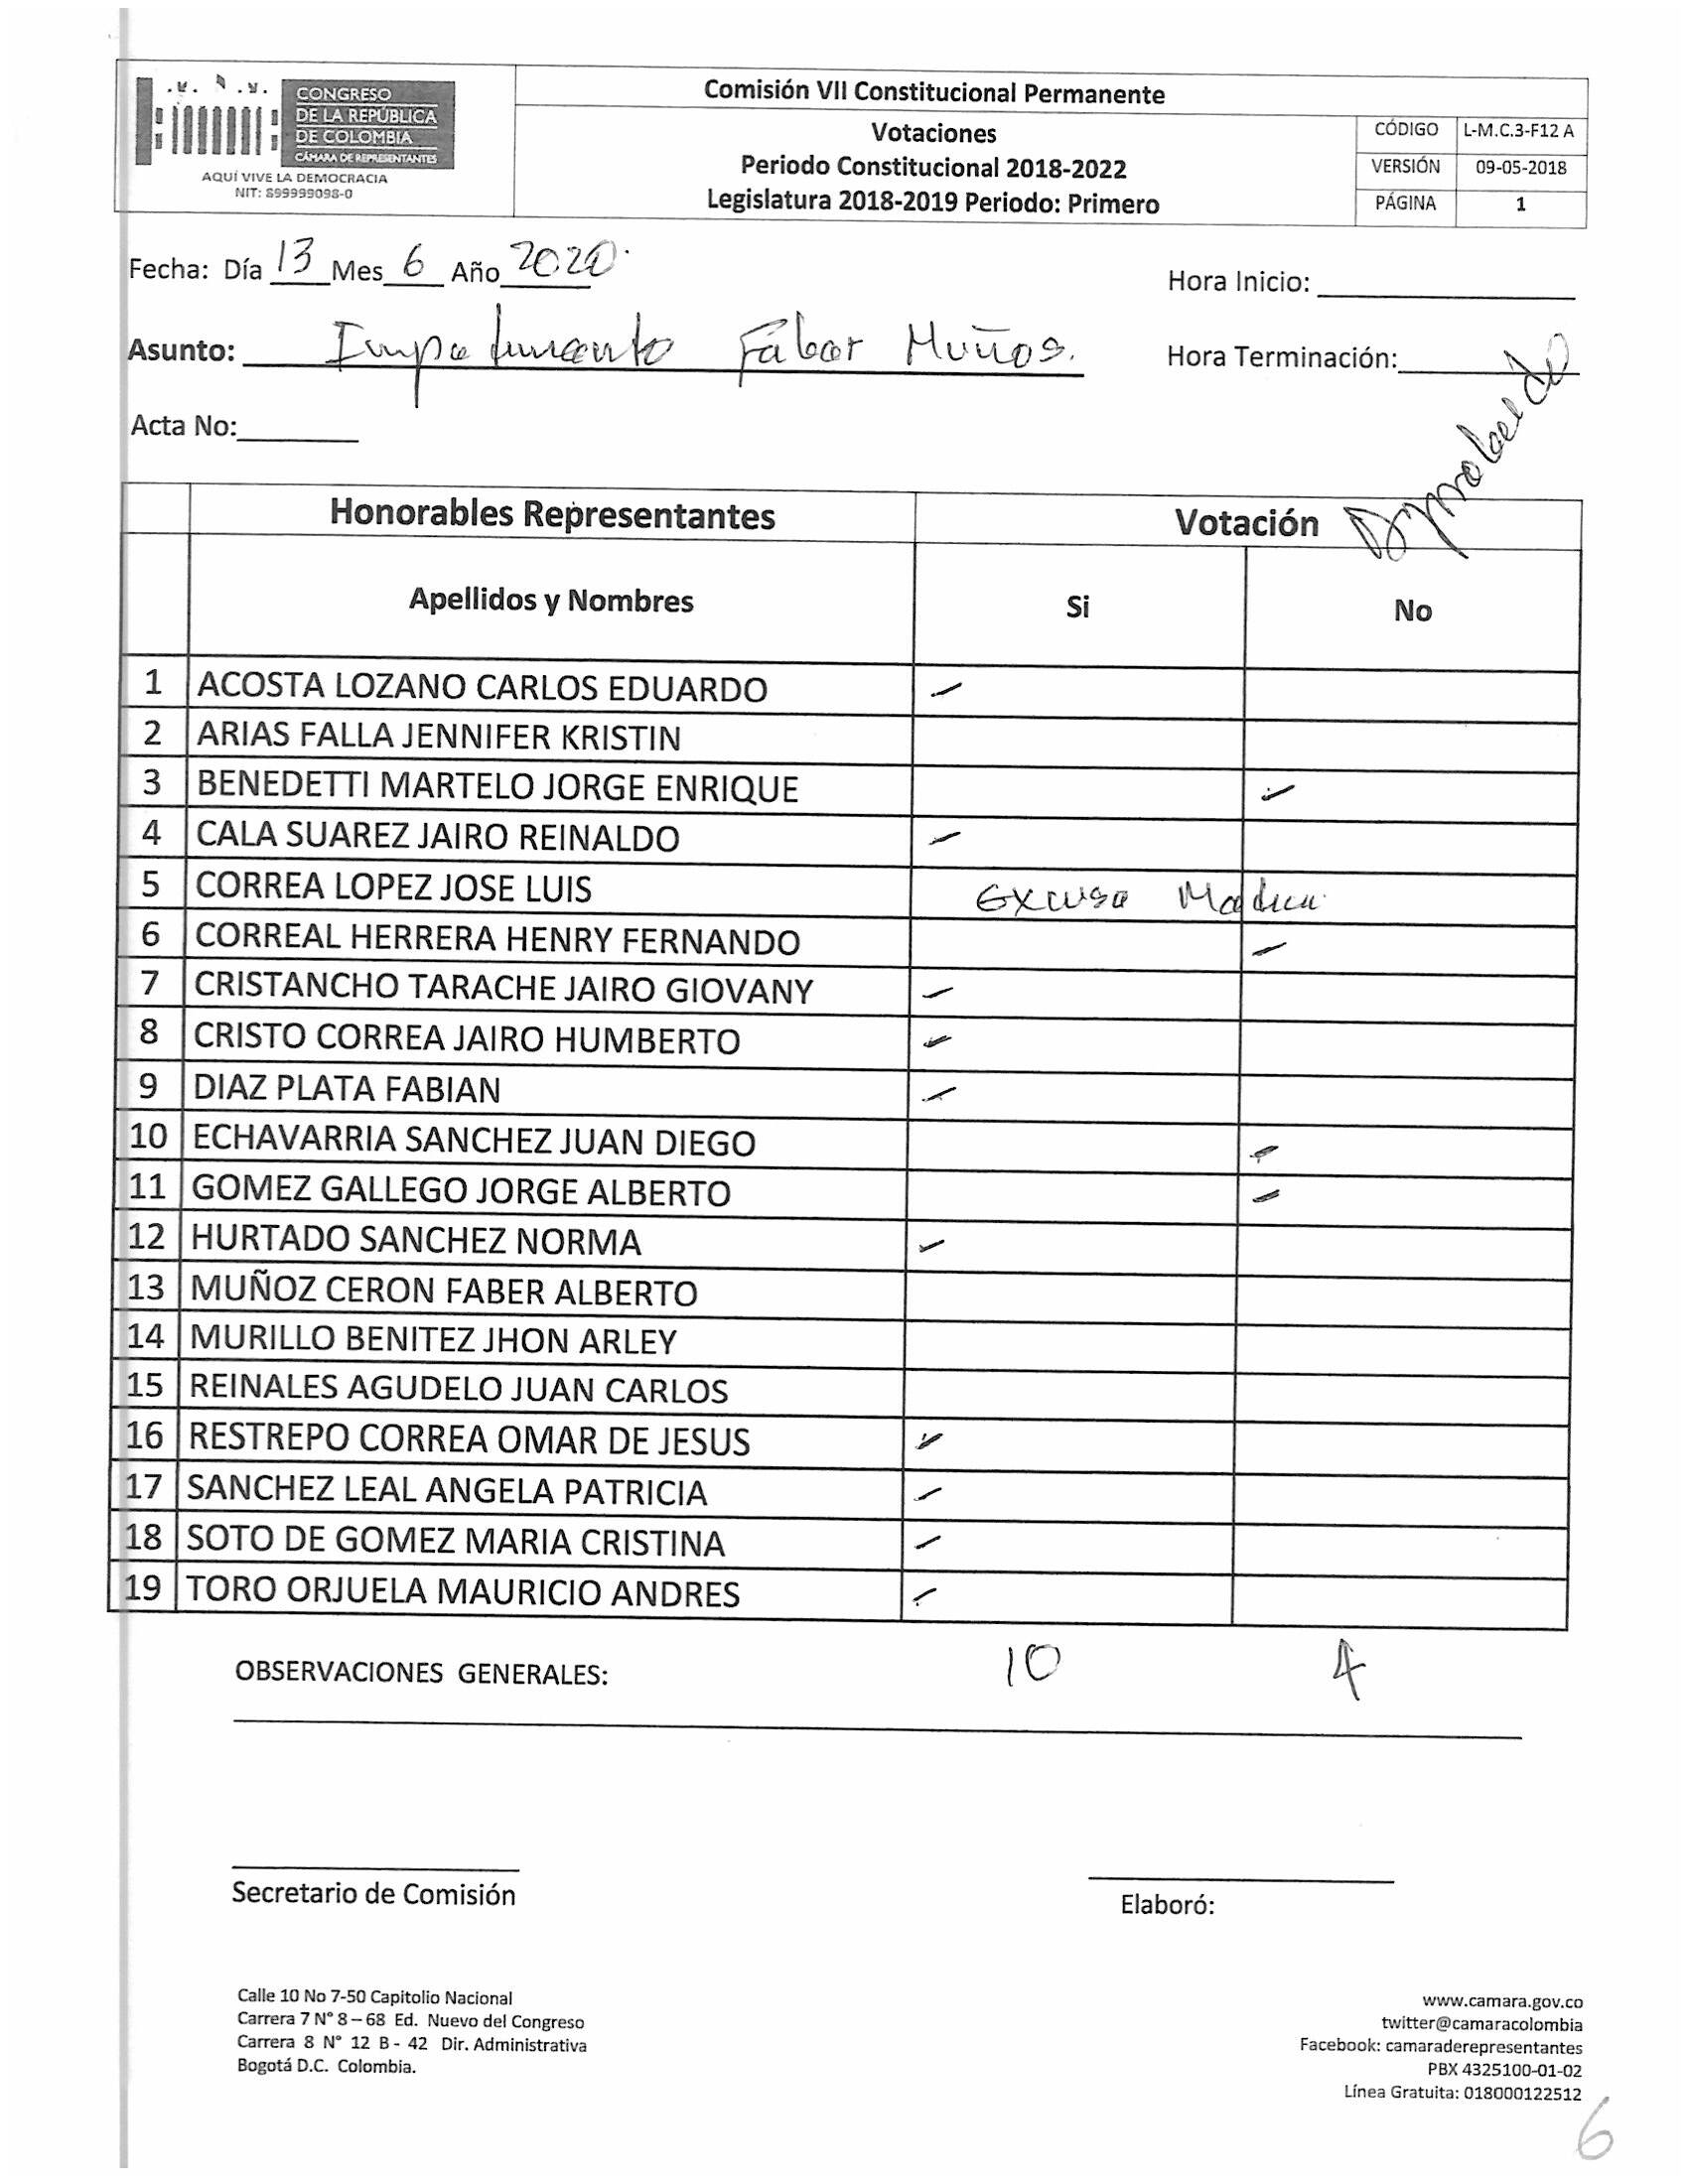 CONGRESO
DE LA REPÚBLICA
DE COLOMBIA
CÁMARA DE REPRESENTANTES
AQUÍ VIVE LA DEMOCRACIA
NIT: 899999098-0
Comisión VII Constitucional Permanente
Votaciones
Periodo Constitucional 2018-2022
Legislatura 2018-2019 Periodo: Primero
CÓDIGO L-M.C.3-F12 A
VERSIÓN 09-05-2018
PÁGINA 1
Fecha: Día 13 Mes 6 Año 2020
Hora Inicio:
Asunto: Impedimento Faber Muños.
Hora Terminación:
Acta No:
Honorables Representantes Votación
Apellidos y Nombres Si No
1 ACOSTA LOZANO CARLOS EDUARDO
2 ARIAS FALLA JENNIFER KRISTIN
3 BENEDETTI MARTELO JORGE ENRIQUE
4 CALA SUAREZ JAIRO REINALDO
5 CORREA LOPEZ JOSE LUIS Excusa Medica
6 CORREAL HERRERA HENRY FERNANDO
7 CRISTANCHO TARACHE JAIRO GIOVANY
8 CRISTO CORREA JAIRO HUMBERTO
9 DIAZ PLATA FABIAN
10 ECHAVARRIA SANCHEZ JUAN DIEGO
11 GOMEZ GALLEGO JORGE ALBERTO
12 HURTADO SANCHEZ NORMA
13 MUÑOZ CERON FABER ALBERTO
14 MURILLO BENITEZ JHON ARLEY
15 REINALES AGUDELO JUAN CARLOS
16 RESTREPO CORREA OMAR DE JESUS
17 SANCHEZ LEAL ANGELA PATRICIA
18 SOTO DE GOMEZ MARIA CRISTINA
19 TORO ORJUELA MAURICIO ANDRES
OBSERVACIONES GENERALES: 10 4
Secretario de Comisión
Elaboró:
Calle 10 No 7-50 Capitolio Nacional
Carrera 7 N° 8 – 68 Ed. Nuevo del Congreso
Carrera 8 N° 12 B - 42 Dir. Administrativa
Bogotá D.C. Colombia.
www.camara.gov.co
twitter@camaracolombia
Facebook: camaraderepresentantes
PBX 4325100-01-02
Línea Gratuita: 018000122512
6